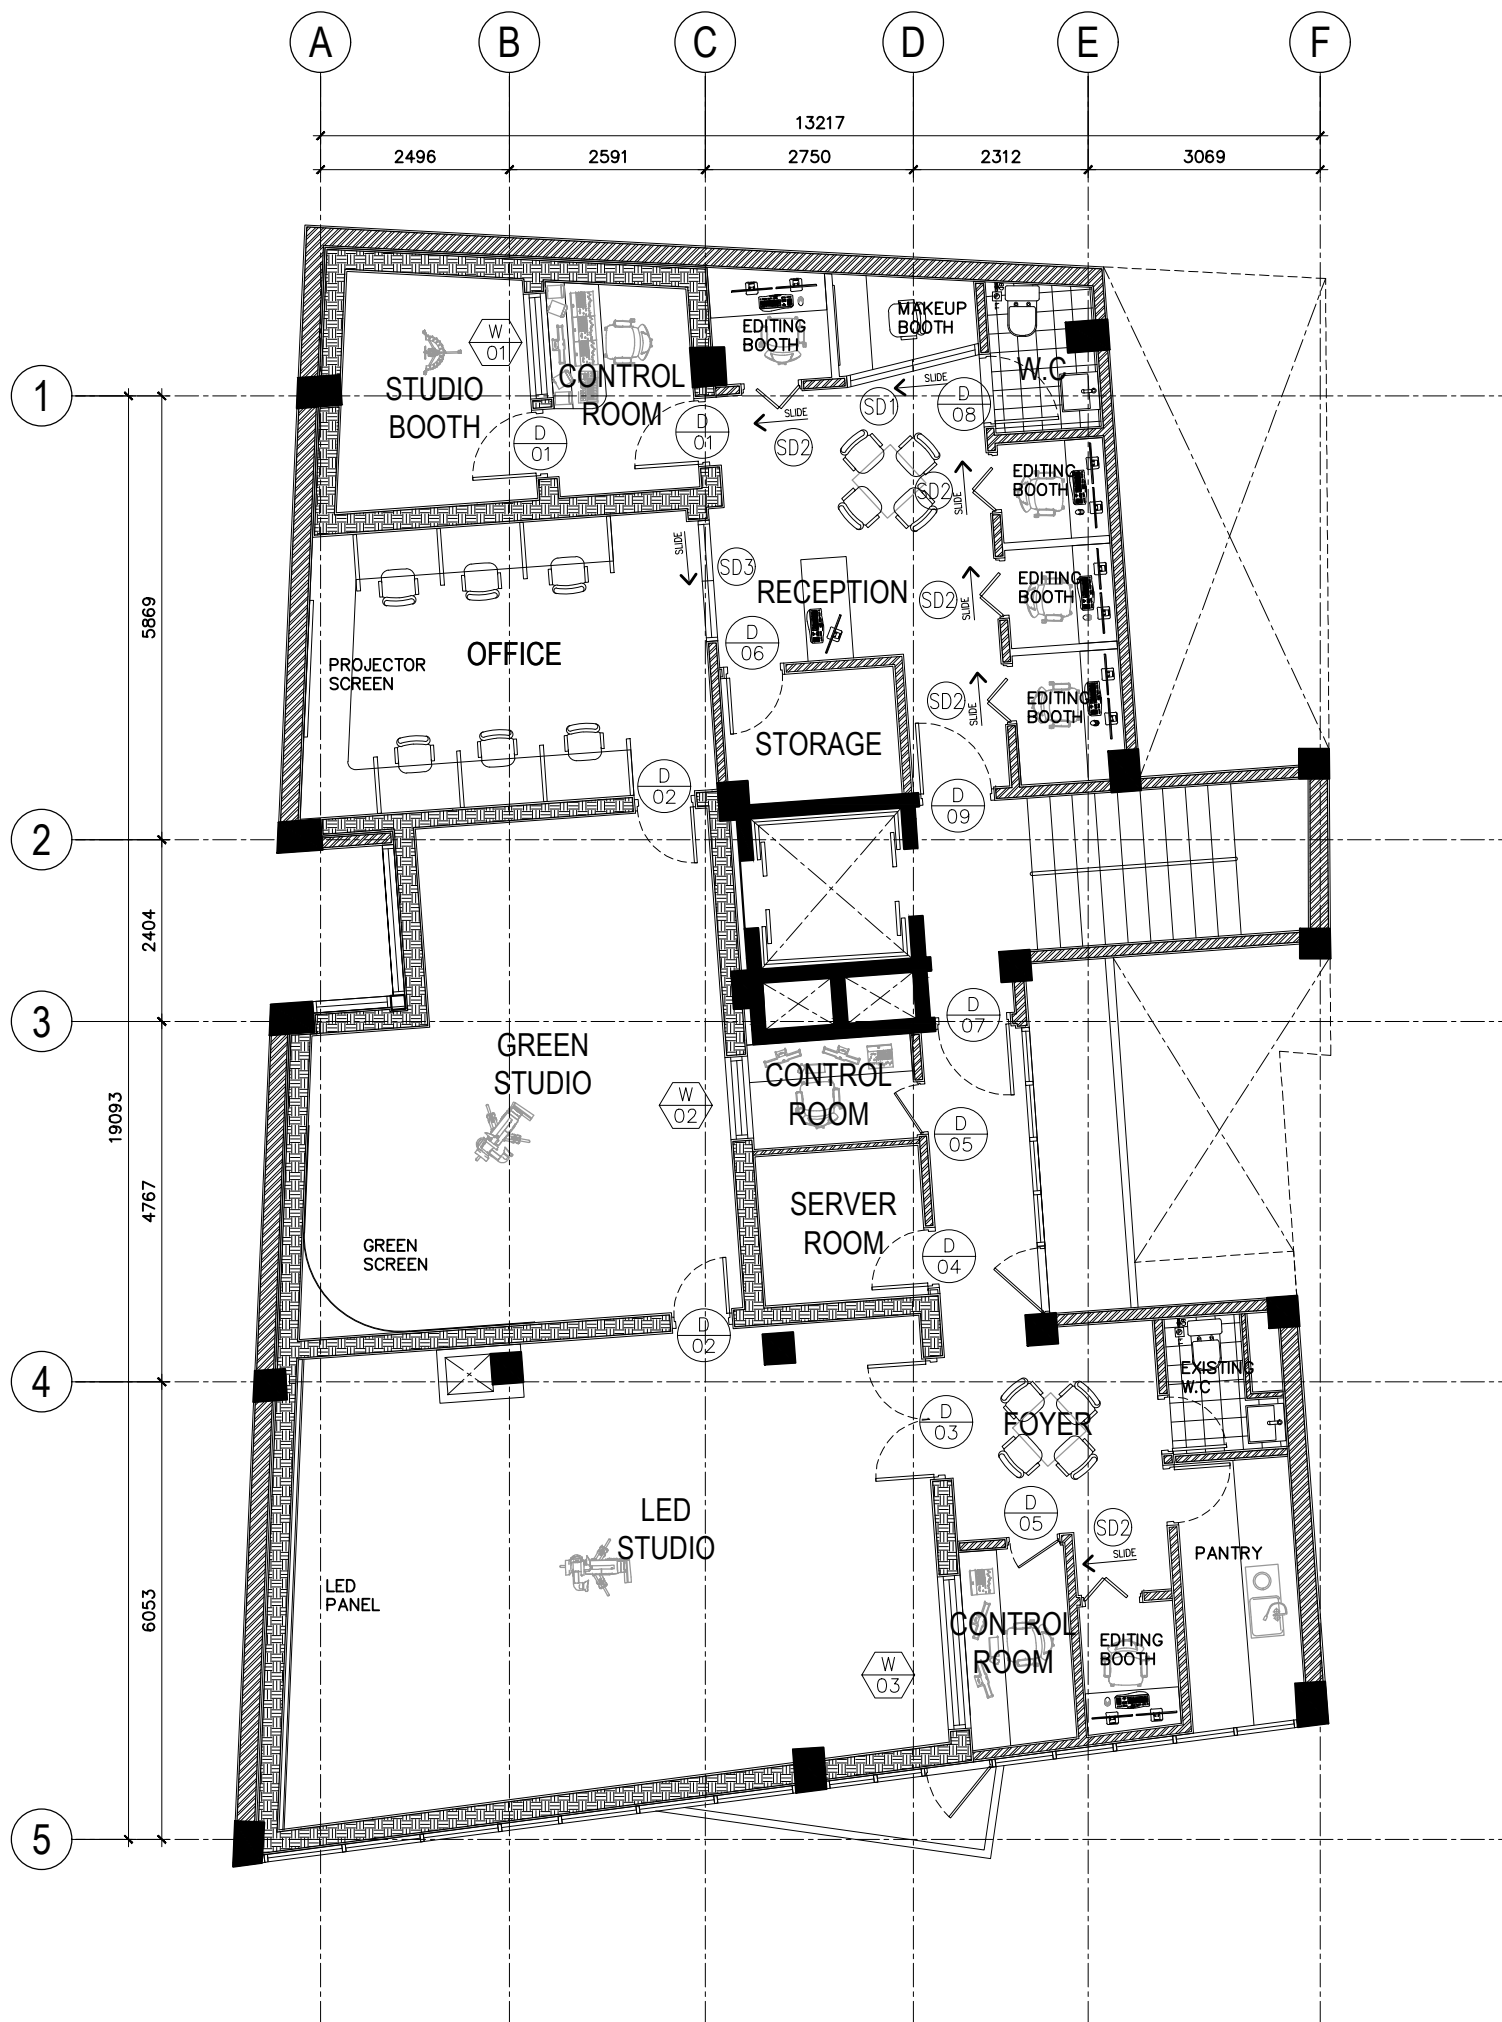 A B C D E F
13217
2496 2591 2750 2312 3069
1
2
3
4
5
5869
2404
19093
4767
6053
STUDIO
BOOTH
W
01
CONTROL
ROOM
D
01
D
01
EDITING
BOOTH
MAKEUP
BOOTH
W.C
SLIDE
SD1
D
08
SLIDE
SD2
EDITING
BOOTH
SD2
SLIDE
SLIDE
SD3
RECEPTION
EDITING
BOOTH
SD2
SLIDE
D
06
OFFICE
PROJECTOR
SCREEN
EDITING
BOOTH
SD2
SLIDE
STORAGE
D
02
D
09
D
07
GREEN
STUDIO
W
02
CONTROL
ROOM
D
05
SERVER
ROOM
D
04
GREEN
SCREEN
D
02
EXISTING
W.C
D
03
FOYER
LED
STUDIO
D
05
SD2
SLIDE
PANTRY
LED
PANEL
CONTROL
ROOM
EDITING
BOOTH
W
03